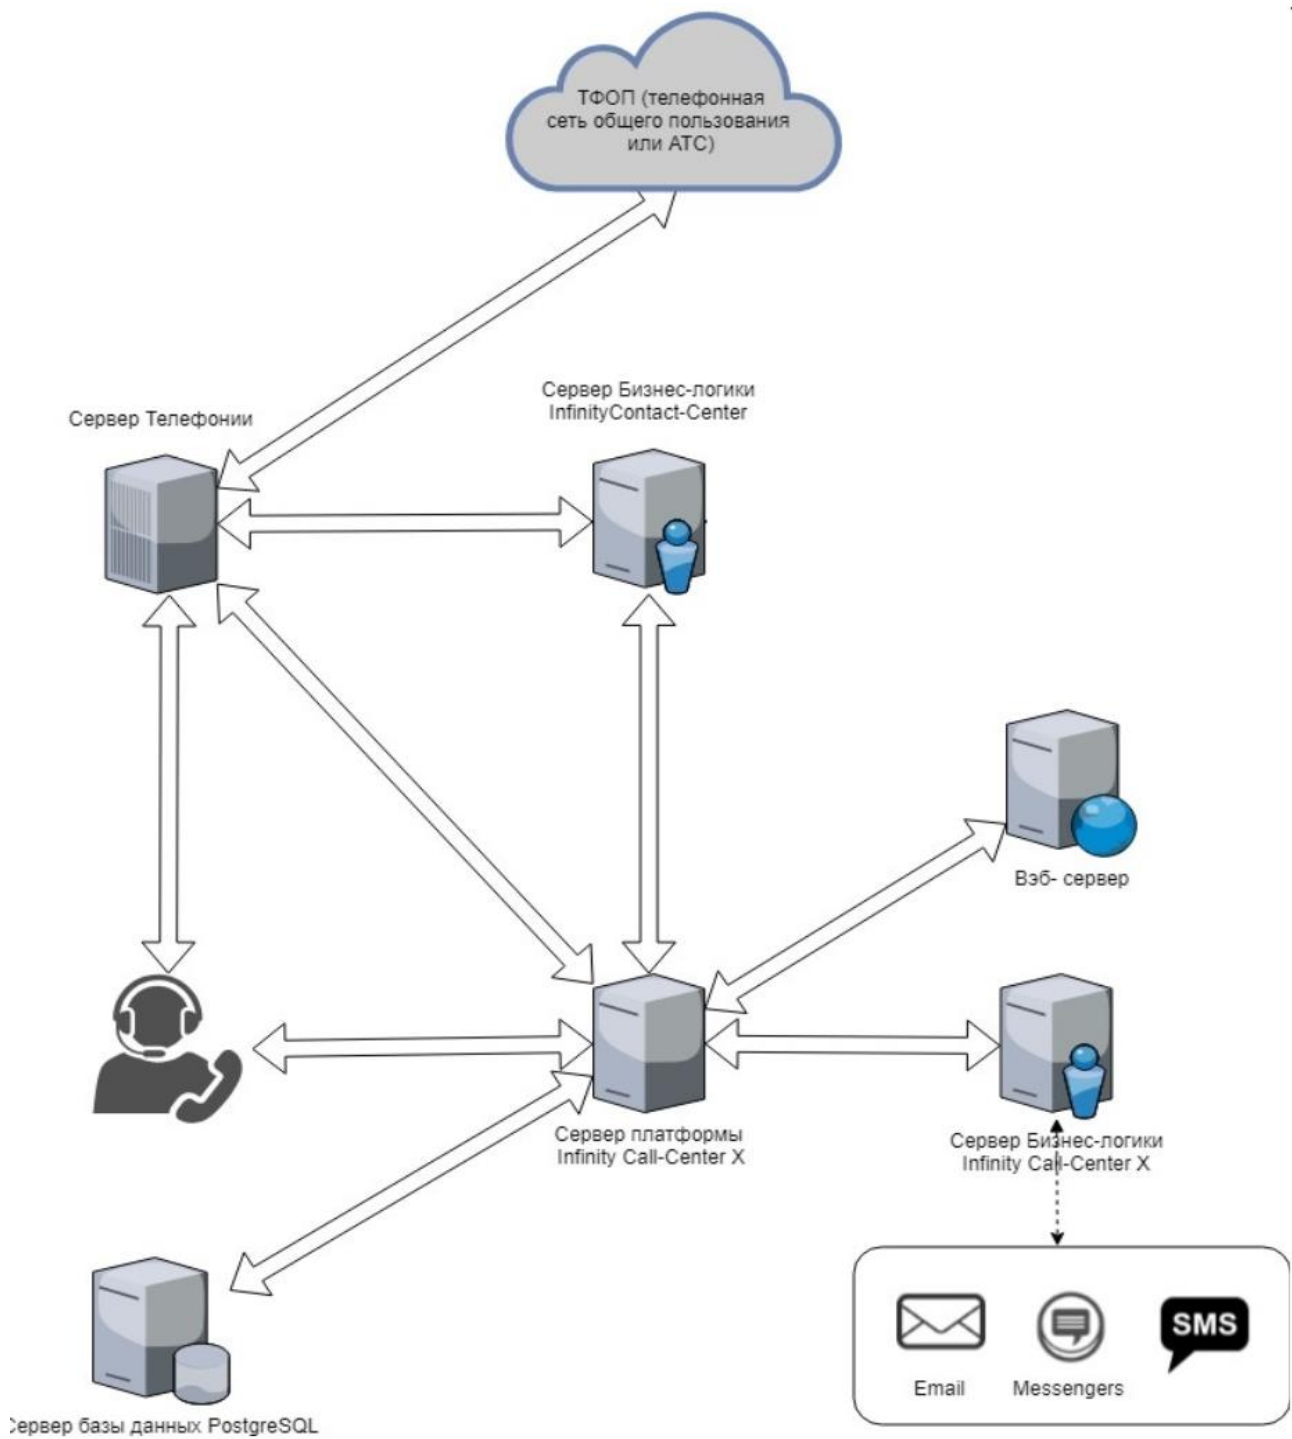 ТФОП (телефонная
сеть общего пользования
или АТС)
Сервер Бизнес-логики
InfinityContact-Center
Сервер Телефонии
Вэб- сервер
Сервер платформы
Infinity Call-Center X
Сервер Бизнес-логики
Infinity Call-Center X
SMS
Email
Messengers
Сервер базы данных PostgreSQL